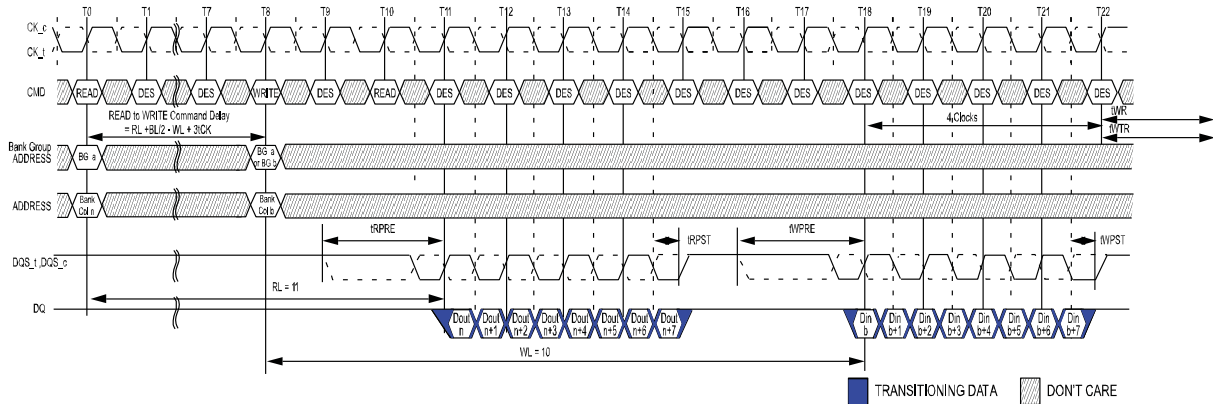 T0 T1 T7 T8 T9 T10 T11 T12 T13 T14 T15 T16 T17 T18 T19 T20 T21 T22
CK_c
CK_t
CMD READ DES DES WRITE DES READ DES DES DES DES DES DES DES DES DES DES DES DES
READ to WRITE Command Delay
= RL +BL/2 - WL + 3tCK
4 Clocks
tWR
tWTR
Bank Group
ADDRESS
BG a
BG a
or BG b
ADDRESS
Bank
Col n
Bank
Col b
tRPRE tRPST tWPRE tWPST
DQS_t ,DQS_c
RL = 11
DQ
Dout n Dout n+1 Dout n+2 Dout n+3 Dout n+4 Dout n+5 Dout n+6 Dout n+7
Din b Din b+1 Din b+2 Din b+3 Din b+4 Din b+5 Din b+6 Din b+7
WL = 10
TRANSITIONING DATA DON'T CARE